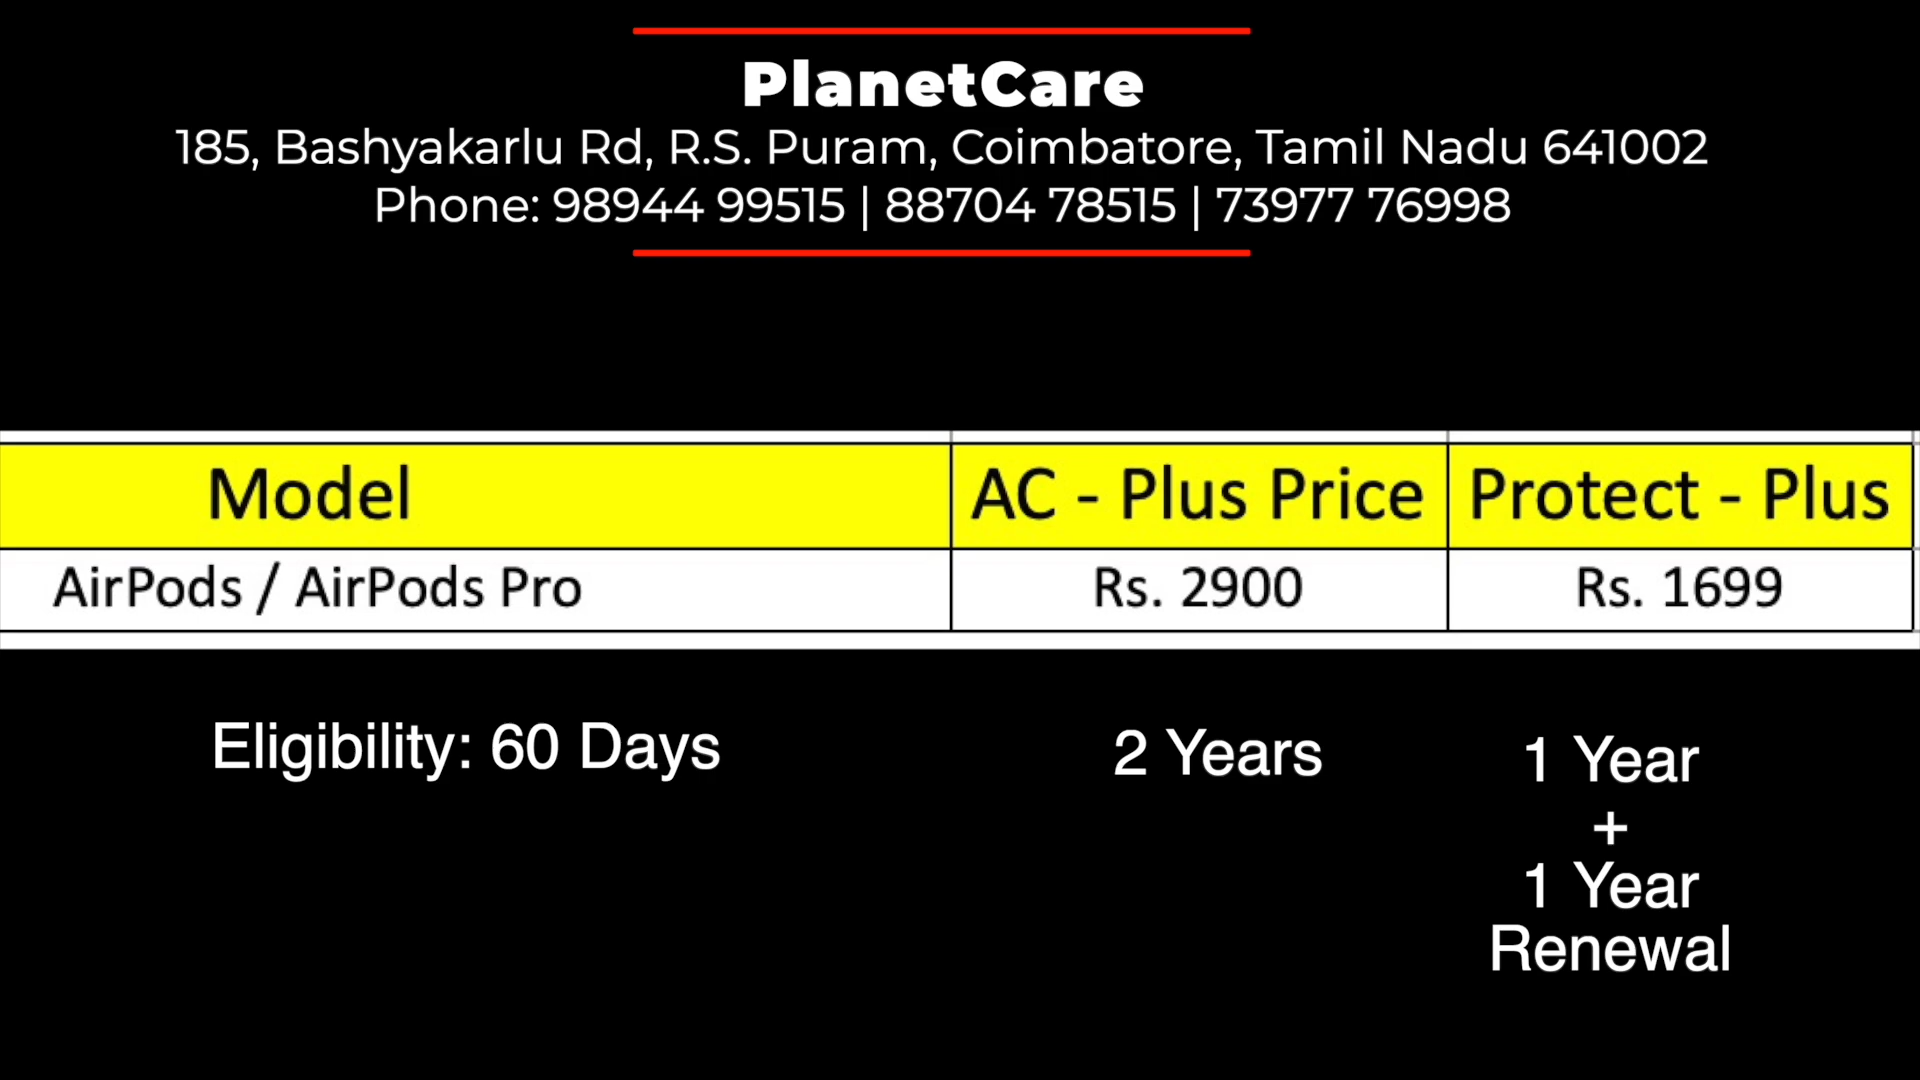 PlanetCare
185, Bashyakarlu Rd, R.S. Puram, Coimbatore, Tamil Nadu 641002
Phone: 98944 99515 | 88704 78515 | 73977 76998
Model AC - Plus Price Protect - Plus
AirPods / AirPods Pro Rs. 2900 Rs. 1699
Eligibility: 60 Days 2 Years 1 Year
+
1 Year
Renewal